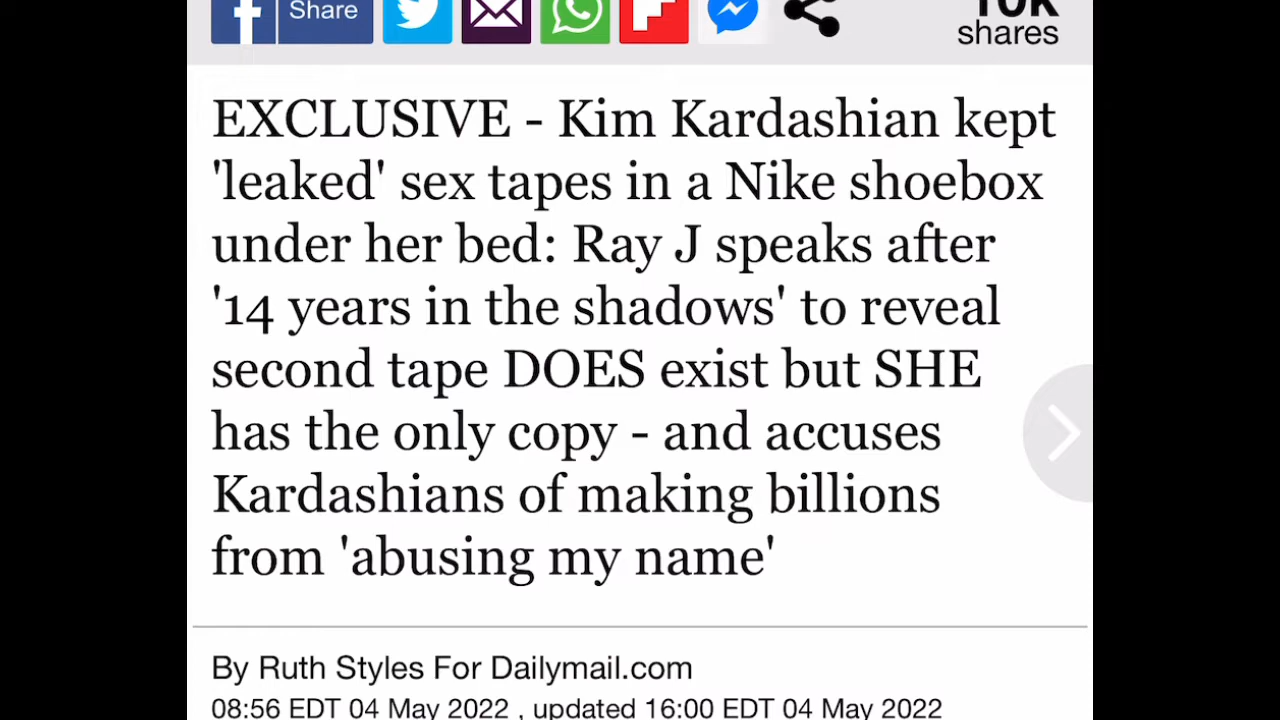 Share
10k
shares
EXCLUSIVE - Kim Kardashian kept
'leaked' sex tapes in a Nike shoebox
under her bed: Ray J speaks after
'14 years in the shadows' to reveal
second tape DOES exist but SHE
has the only copy - and accuses
Kardashians of making billions
from 'abusing my name'
By Ruth Styles For Dailymail.com
08:56 EDT 04 May 2022 , updated 16:00 EDT 04 May 2022